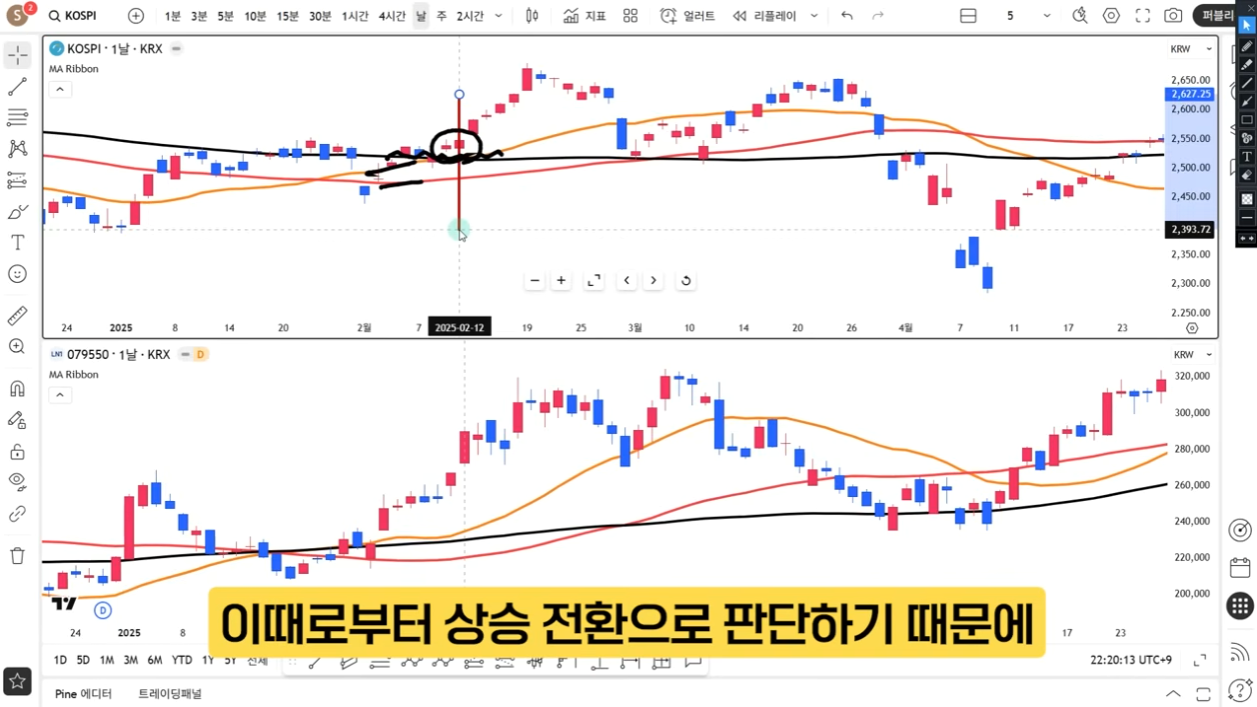 S 2 KOSPI 1분 3분 5분 10분 15분 30분 1시간 4시간 날 주 2시간 지표 얼러트 리플레이 5 퍼블리
KOSPI · 1날 · KRX KRW
MA Ribbon
2,650.00
2,627.25
2,600.00
2,550.00
2,500.00
2,450.00
2,393.72
2,350.00
2,300.00
2,250.00
24 2025 8 14 20 2월 7 2025-02-12 19 25 3월 10 14 20 26 4월 7 11 17 23
LNI 079550 · 1날 · KRX D KRW
MA Ribbon
320,000
300,000
280,000
260,000
240,000
220,000
200,000
D
24 2025 8 17 23
이때로부터 상승 전환으로 판단하기 때문에
1D 5D 1M 3M 6M YTD 1Y 5Y 전체 22:20:13 UTC+9
Pine 에디터 트레이딩패널